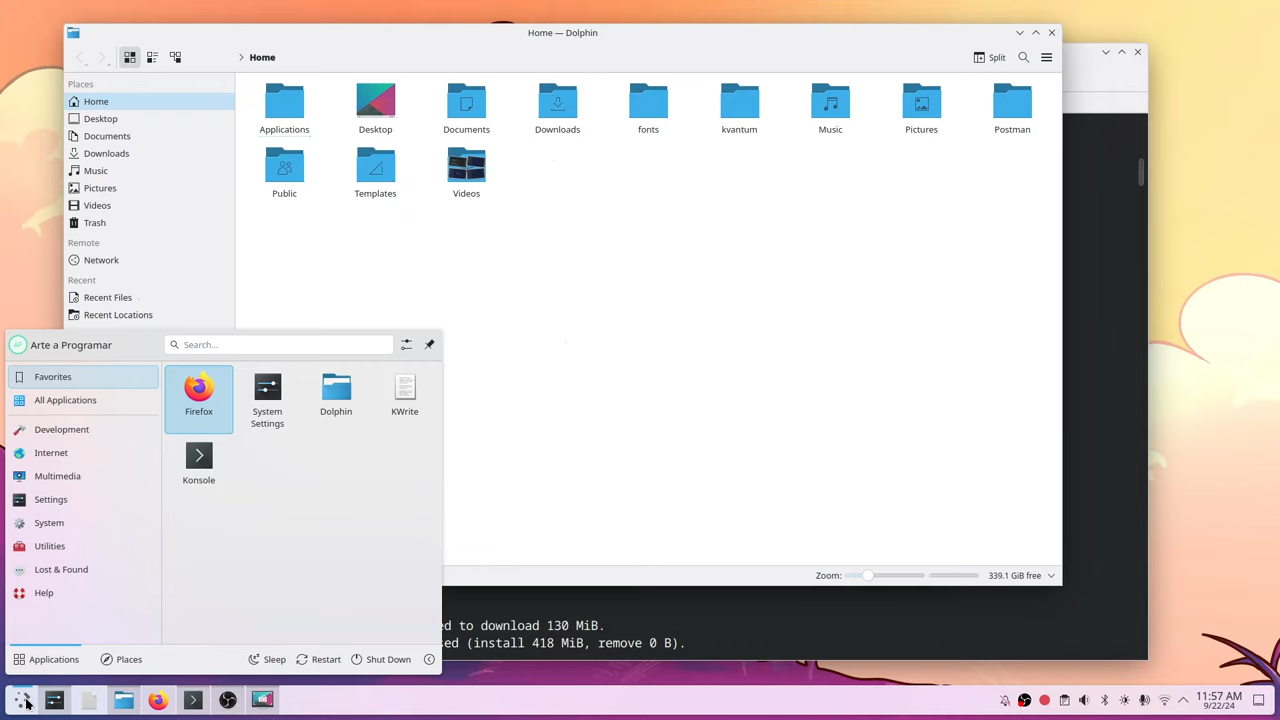 Home — Dolphin
Home
Split
Places
Home
Desktop
Documents
Downloads
Music
Pictures
Videos
Trash
Remote
Network
Recent
Recent Files
Recent Locations
Applications
Desktop
Documents
Downloads
fonts
kvantum
Music
Pictures
Postman
Public
Templates
Videos
Zoom:
339.1 GiB free
AP
Arte a Programar
Search...
Favorites
All Applications
Development
Internet
Multimedia
Settings
System
Utilities
Lost & Found
Help
Firefox
System
Settings
Dolphin
KWrite
Konsole
Applications
Places
Sleep
Restart
Shut Down
ed to download 130 MiB.
sed (install 418 MiB, remove 0 B).
11:57 AM
9/22/24